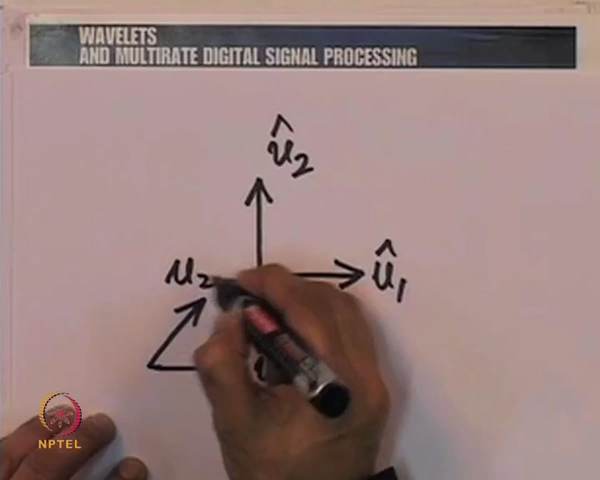 WAVELETS
AND MULTIRATE DIGITAL SIGNAL PROCESSING
û₂
û₁
u₂
NPTEL